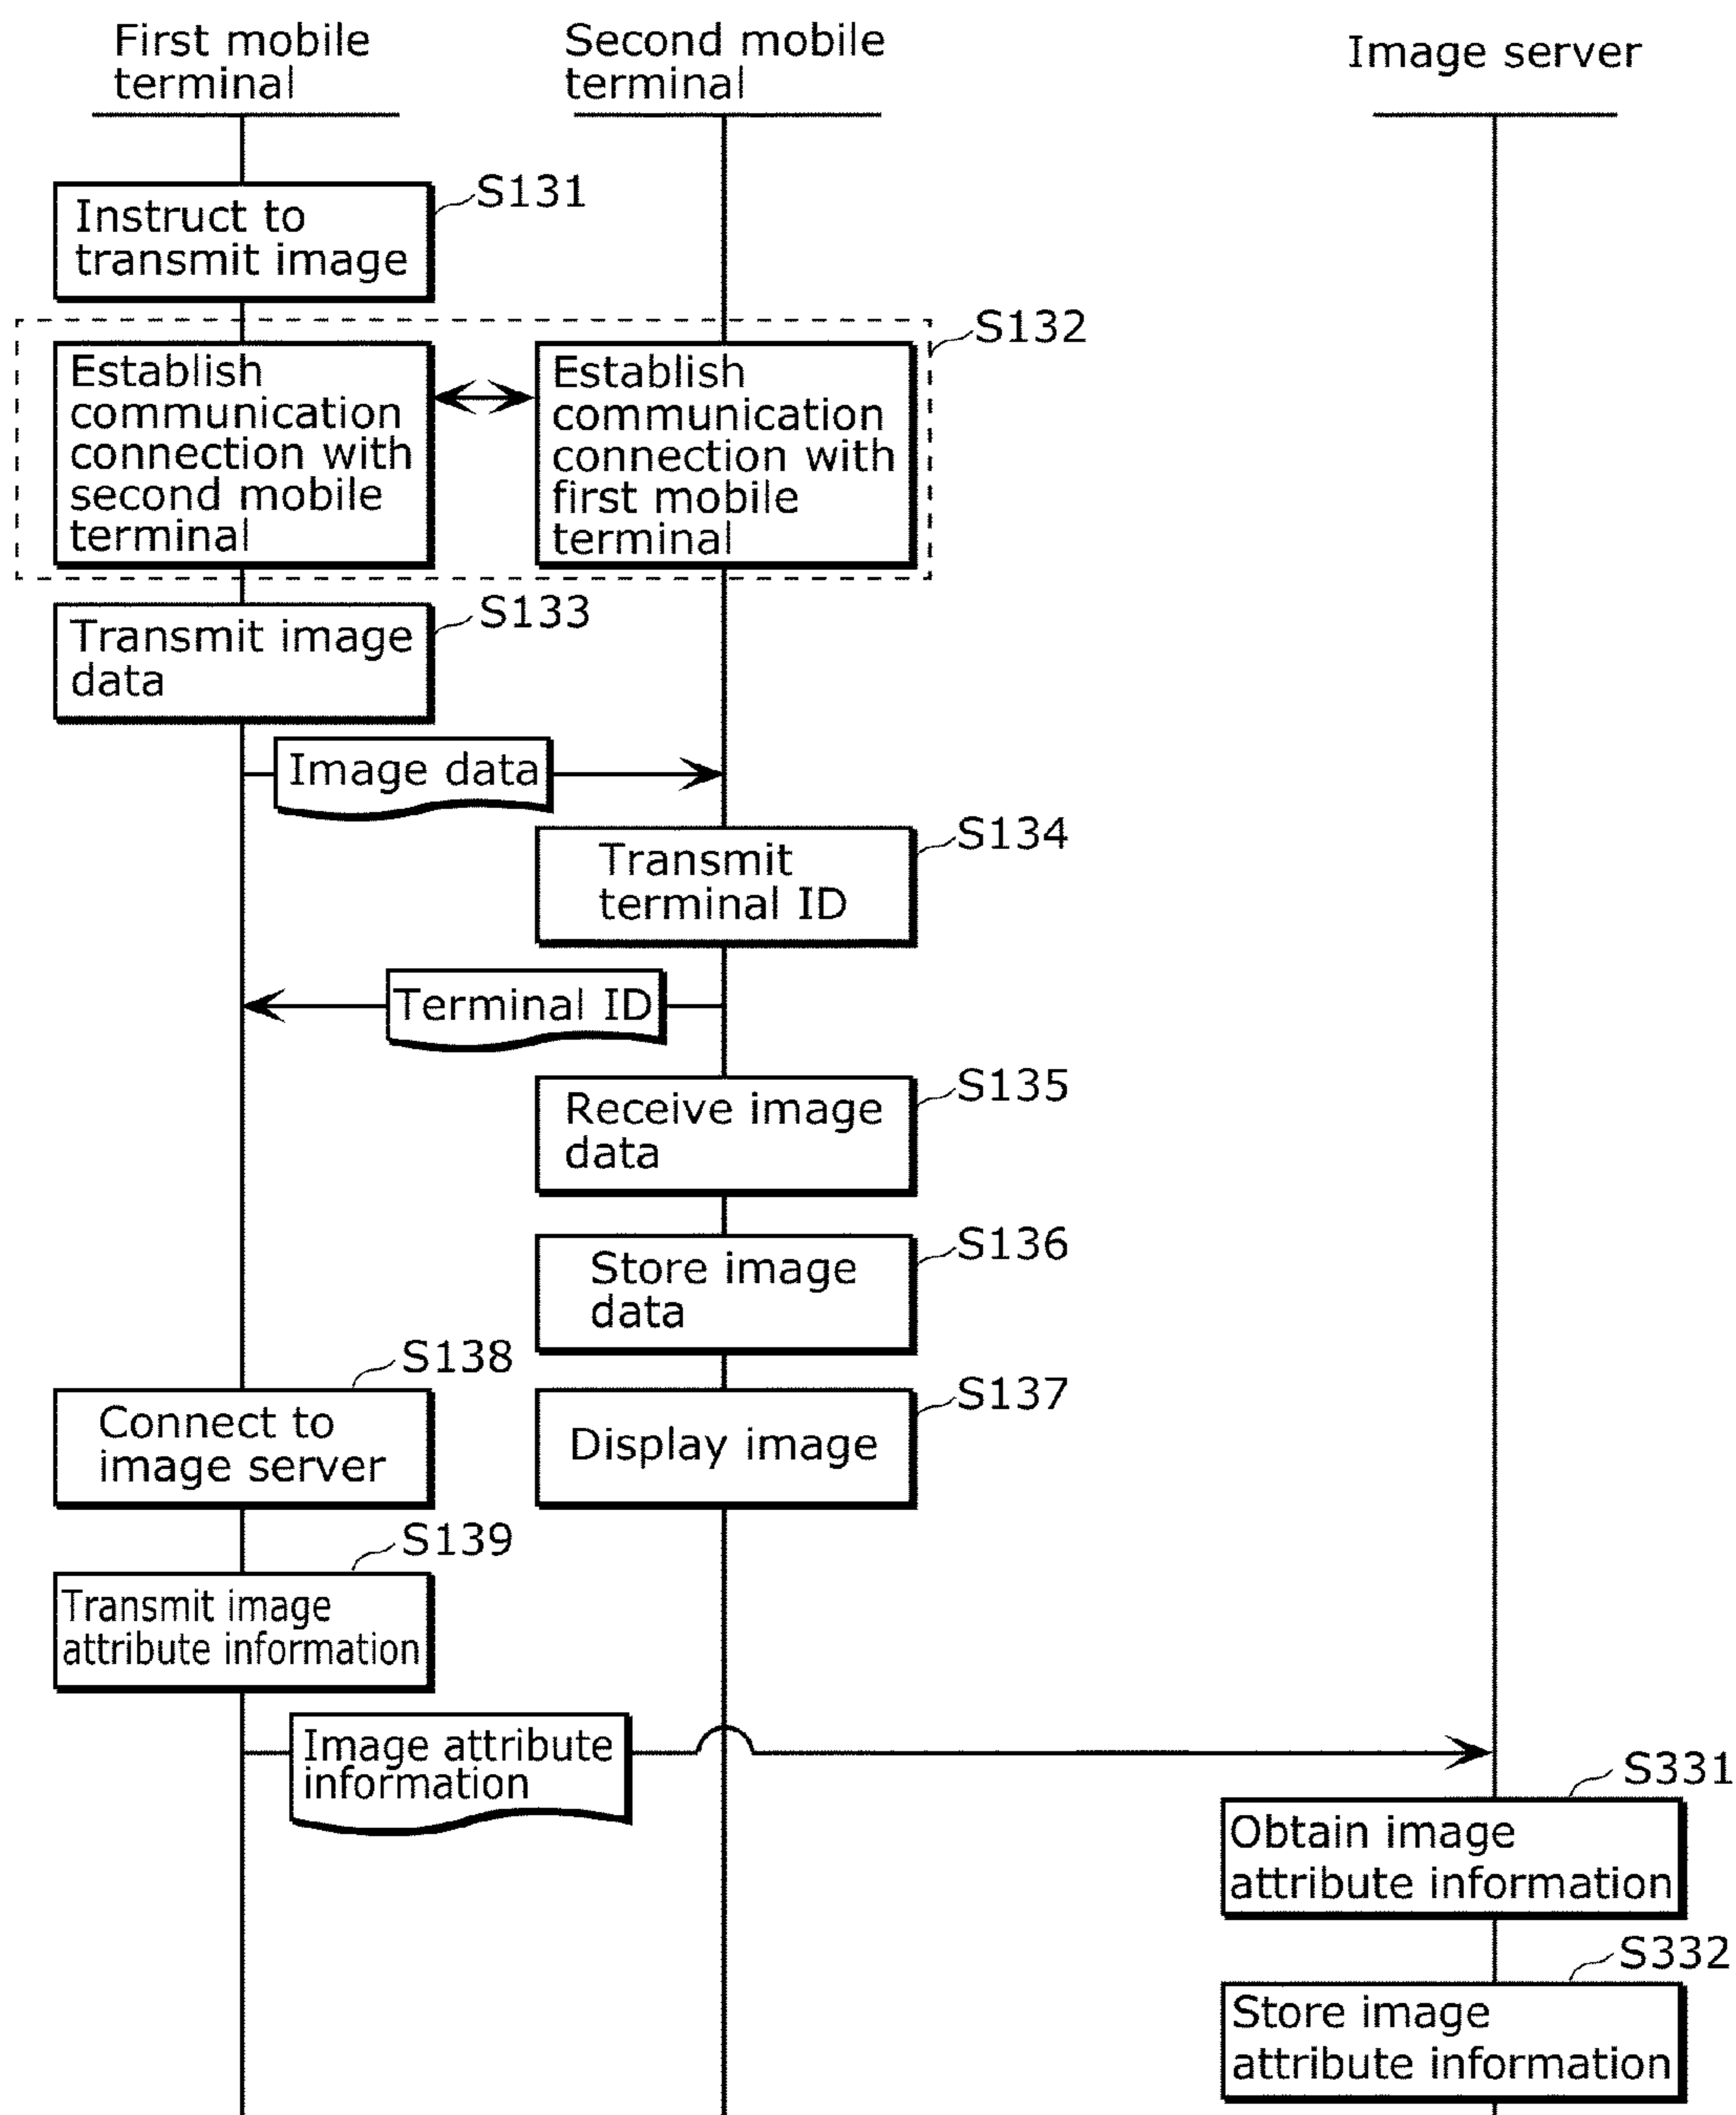 First mobile
terminal
Second mobile
terminal
Image server
S131
Instruct to
transmit image
S132
Establish
communication
connection with
second mobile
terminal
Establish
communication
connection with
first mobile
terminal
S133
Transmit image
data
Image data
S134
Transmit
terminal ID
Terminal ID
S135
Receive image
data
S136
Store image
data
S138
Connect to
image server
S137
Display image
S139
Transmit image
attribute information
Image attribute
information
S331
Obtain image
attribute information
S332
Store image
attribute information